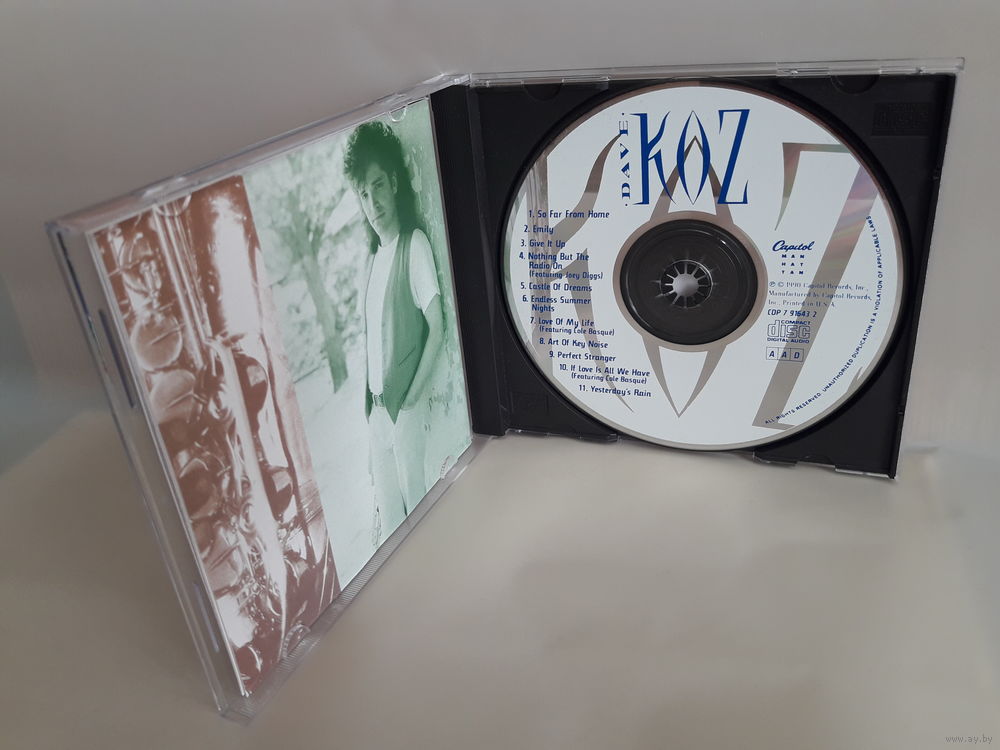 ·DAVE·
KOZ
1. So Far From Home
2. Emily
3. Give It Up
4. Nothing But The
Radio On
(Featuring Joey Diggs)
5. Castle Of Dreams
6. Endless Summer
Nights
7. Love Of My Life
(Featuring Cole Basque)
8. Art Of Key Noise
9. Perfect Stranger
10. If Love Is All We Have
(Featuring Cole Basque)
11. Yesterday's Rain
Capitol
MAN
HAT
TAN
℗ © 1990 Capitol Records, Inc.
Manufactured by Capitol Records,
Inc., Printed in U.S.A.
CDP 7 91643 2
COMPACT
disc
DIGITAL AUDIO
A A D
ALL RIGHTS RESERVED. UNAUTHORIZED DUPLICATION IS A VIOLATION OF APPLICABLE LAWS
www.ay.by